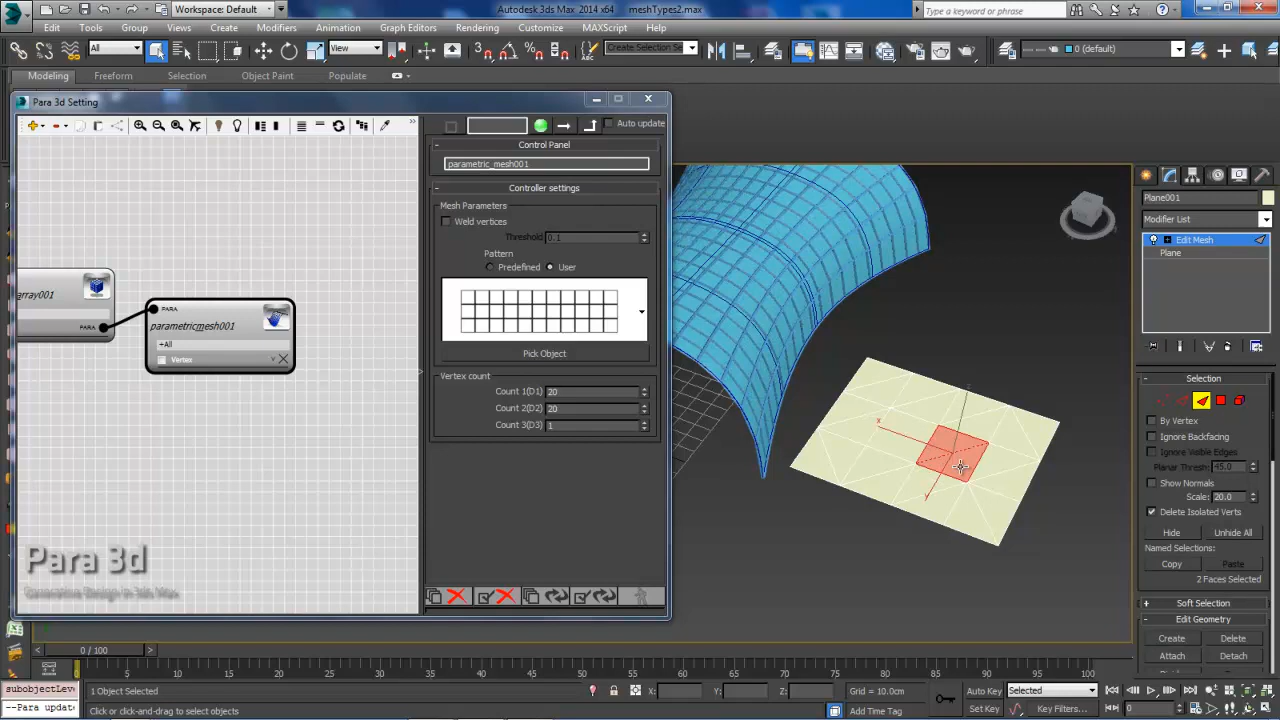 Workspace: Default
Autodesk 3ds Max 2014 x64
meshTypes2.max
Type a keyword or phrase
Edit
Tools
Group
Views
Create
Modifiers
Animation
Graph Editors
Rendering
Customize
MAXScript
Help
All
View
Create Selection Se
0 (default)
Modeling
Freeform
Selection
Object Paint
Populate
Para 3d Setting
Auto update
Control Panel
parametric_mesh001
Controller settings
Mesh Parameters
Weld vertices
Threshold
0.1
Pattern
Predefined
User
Pick Object
Vertex count
Count 1(D1)
20
Count 2(D2)
20
Count 3(D3)
1
array001
PARA
PARA
parametricmesh001
+All
Vertex
v
Para 3d
Generative Design in 3ds Max
x
y
z
Plane001
Modifier List
Edit Mesh
Plane
Selection
By Vertex
Ignore Backfacing
Ignore Visible Edges
Planar Thresh:
45.0
Show Normals
Scale:
20.0
Delete Isolated Verts
Hide
Unhide All
Named Selections:
Copy
Paste
2 Faces Selected
Soft Selection
Edit Geometry
Create
Delete
Attach
Detach
0 / 100
0
5
10
15
20
25
30
35
40
45
50
55
60
65
70
75
80
85
90
95
100
subobjectLeve
--Para update
1 Object Selected
Click or click-and-drag to select objects
X:
Y:
Z:
Grid = 10.0cm
Add Time Tag
Auto Key
Selected
Set Key
Key Filters...
0